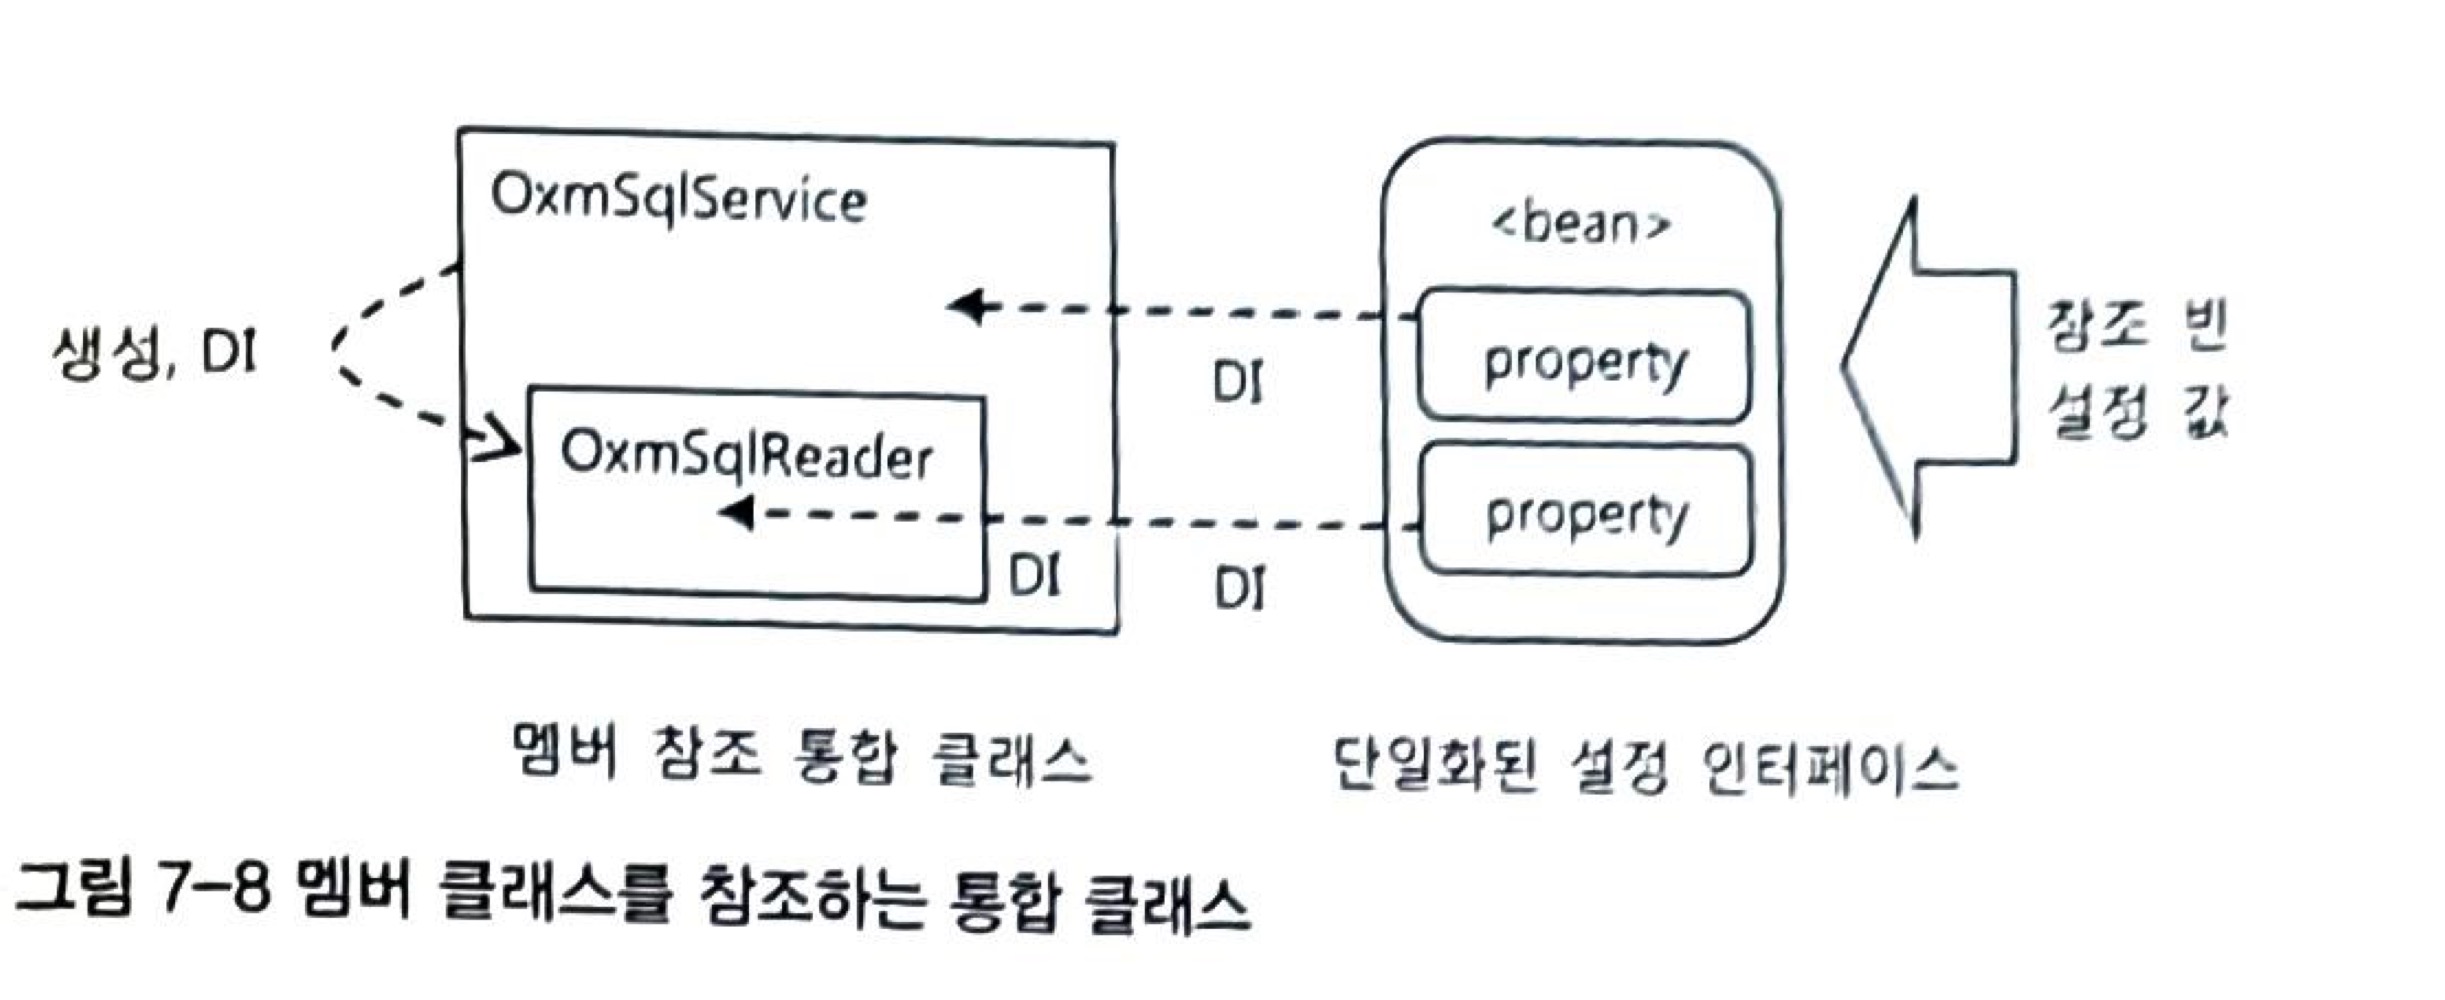 OxmSqlService
<bean>
생성, DI
DI
property
참조 빈
설정 값
OxmSqlReader
property
DI
DI
멤버 참조 통합 클래스
단일화된 설정 인터페이스
그림 7-8 멤버 클래스를 참조하는 통합 클래스